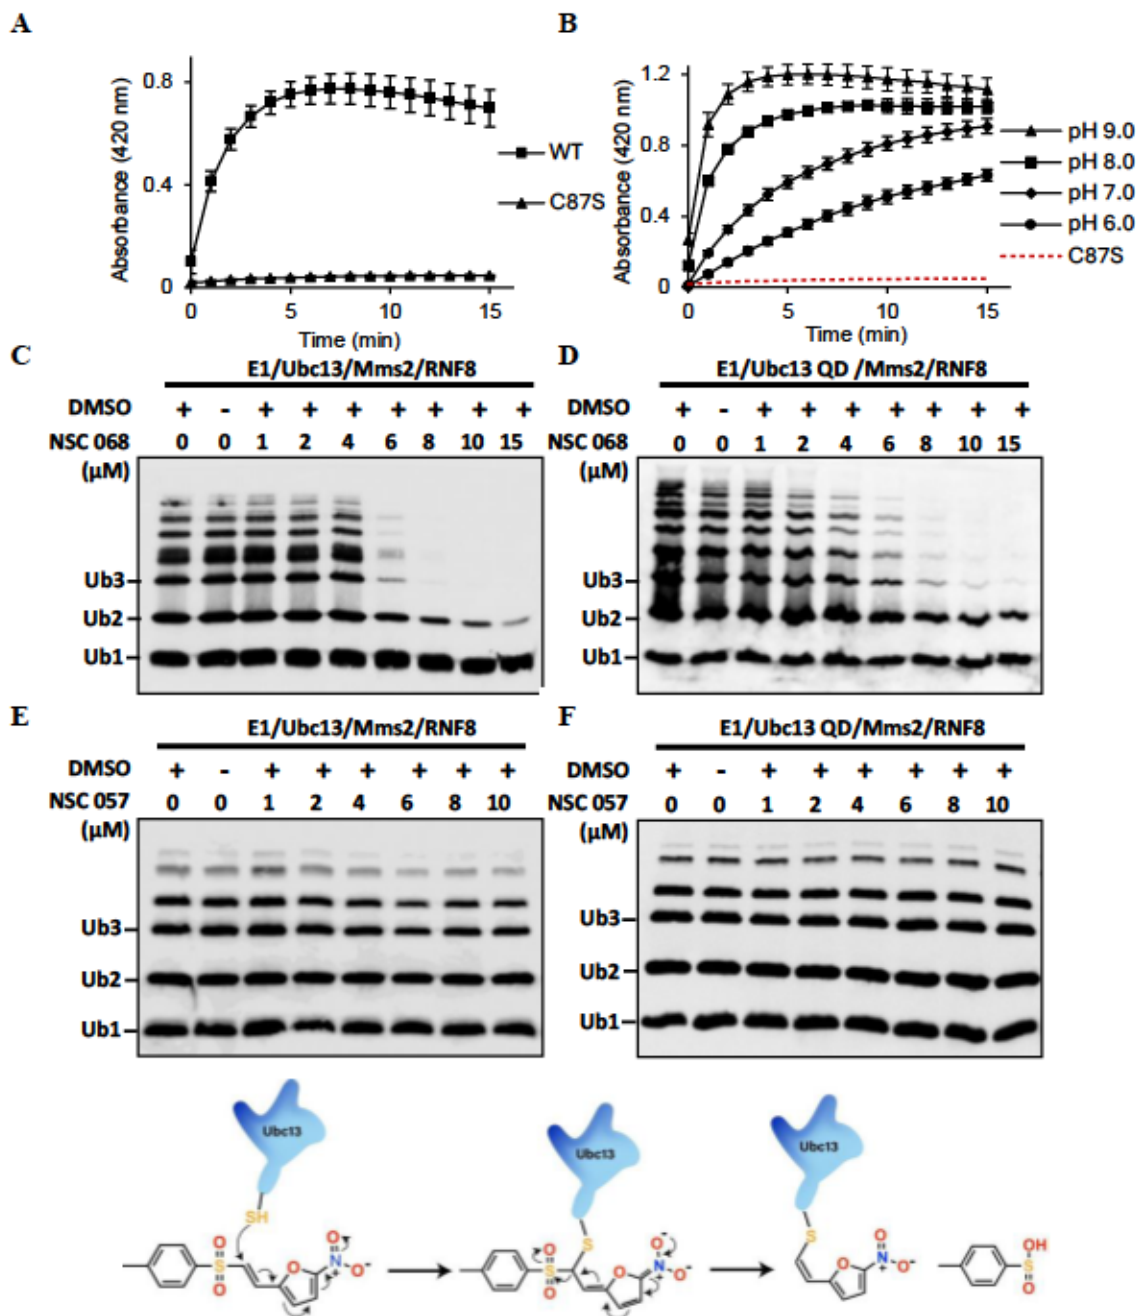 A
B
Absorbance (420 nm)
0.8
0.4
0
0 5 10 15
Time (min)
WT
C87S
Absorbance (420 nm)
1.2
0.8
0.4
0
0 5 10 15
Time (min)
pH 9.0
pH 8.0
pH 7.0
pH 6.0
C87S
C
E1/Ubc13/Mms2/RNF8
DMSO + - + + + + + + +
NSC 068 0 0 1 2 4 6 8 10 15
(μM)
Ub3
Ub2
Ub1
D
E1/Ubc13 QD /Mms2/RNF8
DMSO + - + + + + + + +
NSC 068 0 0 1 2 4 6 8 10 15
(μM)
Ub3
Ub2
Ub1
E
E1/Ubc13/Mms2/RNF8
DMSO + - + + + + + +
NSC 057 0 0 1 2 4 6 8 10
(μM)
Ub3
Ub2
Ub1
F
E1/Ubc13 QD/Mms2/RNF8
DMSO + - + + + + + +
NSC 057 0 0 1 2 4 6 8 10
(μM)
Ub3
Ub2
Ub1
Ubc13
SH
O
S
O
O
O
N+
O-
Ubc13
S
O
S
O
O
O-
N+
O-
Ubc13
S
O
O
N+
O-
O
OH
S
O